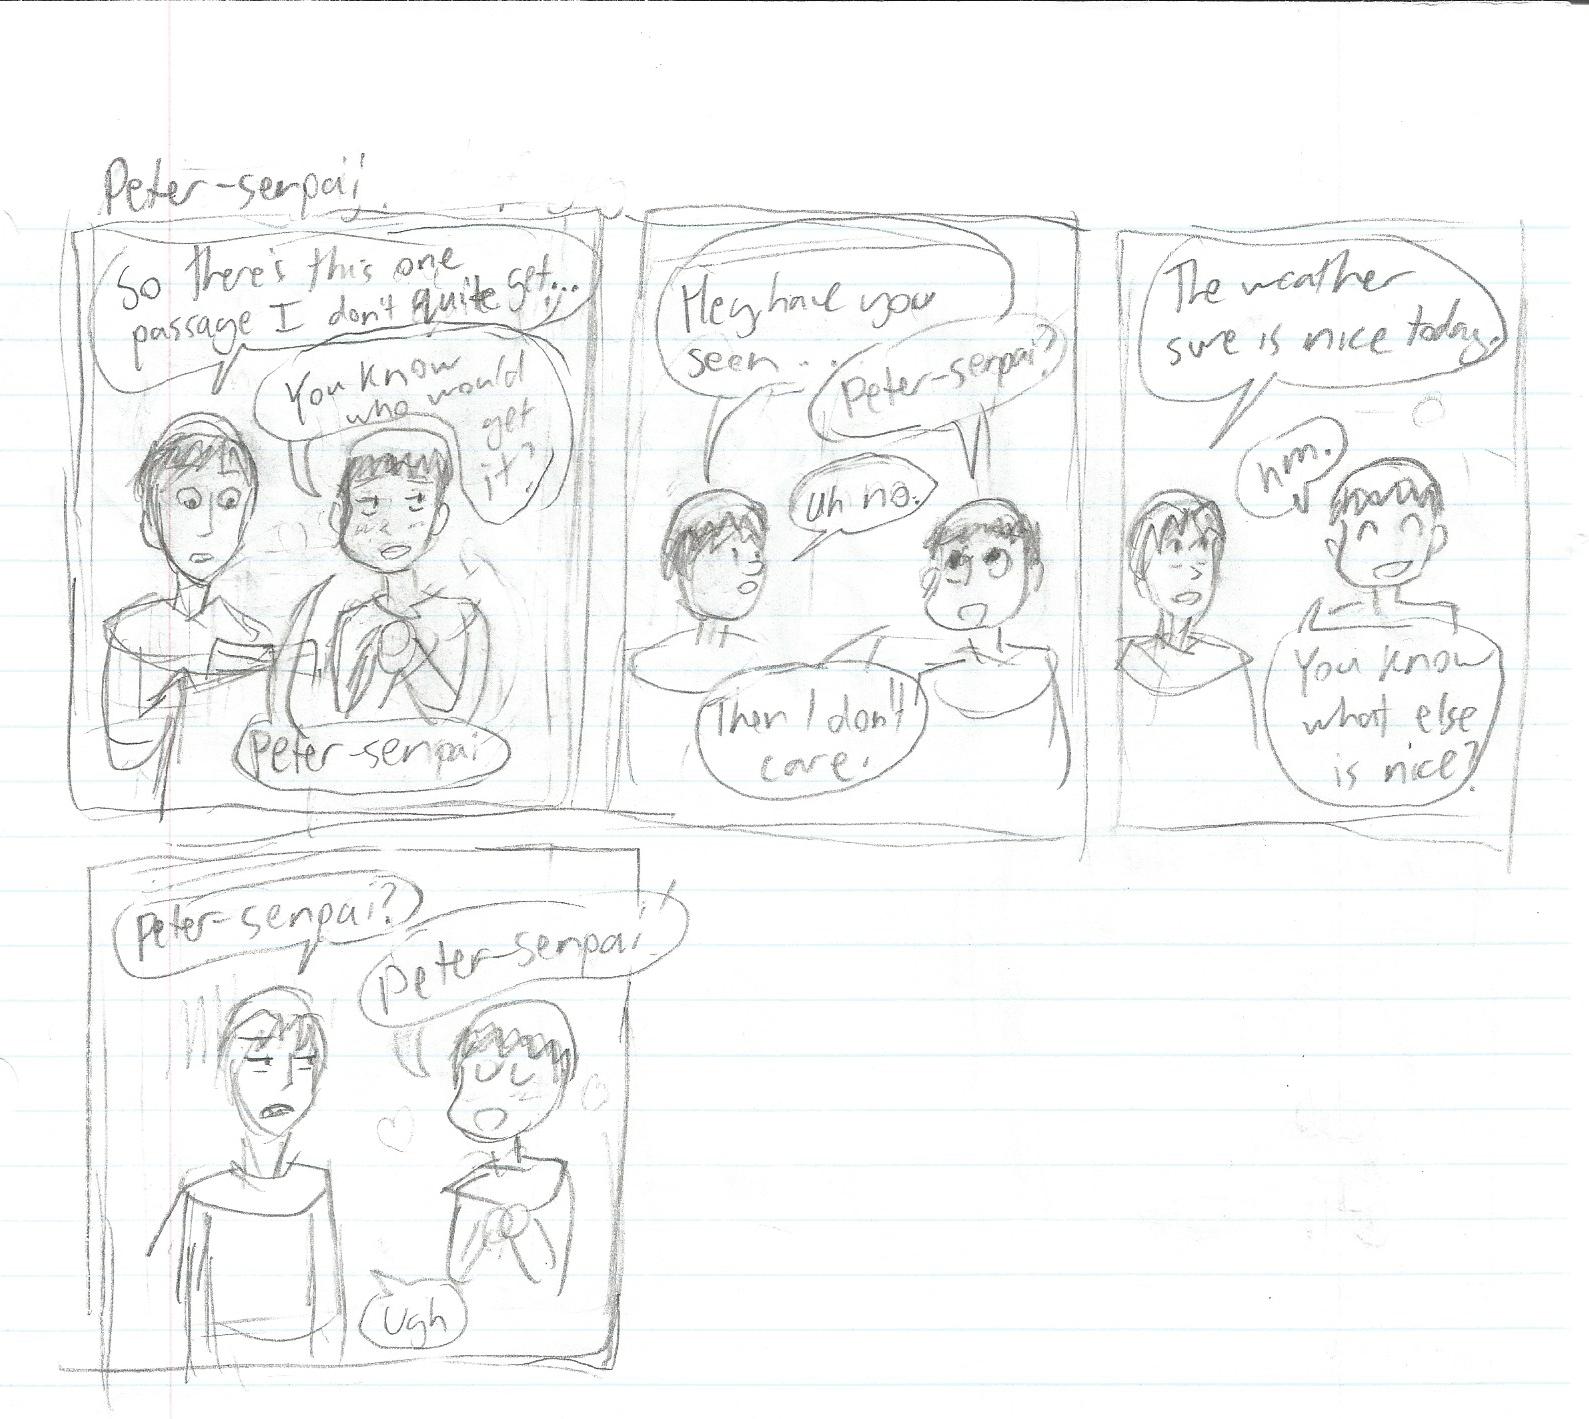 Peter-senpai
So there's this one
passage I don't quite get...
You know
who would
get
it?
Peter-senpai
Hey, have you
seen...
Peter-senpai?
uh no.
Then I don't
care.
The weather
sure is nice today.
hm.
You know
what else
is nice?
Peter-senpai?
Peter-senpai
Ugh